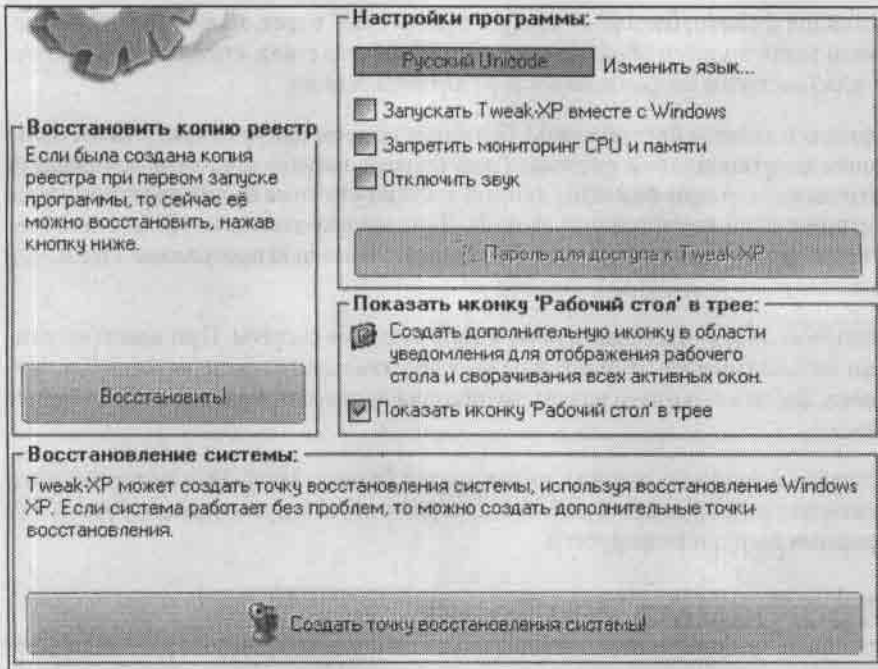 Восстановить копию реестр
Если была создана копия
реестра при первом запуске
программы, то сейчас её
можно восстановить, нажав
кнопку ниже.
Восстановить!
Настройки программы:
Русский Unicode
Изменить язык...
Запускать Tweak-XP вместе с Windows
Запретить мониторинг CPU и памяти
Отключить звук
Пароль для доступа к Tweak-XP
Показать иконку 'Рабочий стол' в трее:
Создать дополнительную иконку в области
уведомления для отображения рабочего
стола и сворачивания всех активных окон.
Показать иконку 'Рабочий стол' в трее
Восстановление системы:
Tweak-XP может создать точку восстановления системы, используя восстановление Windows
XP. Если система работает без проблем, то можно создать дополнительные точки
восстановления.
Создать точку восстановления системы!